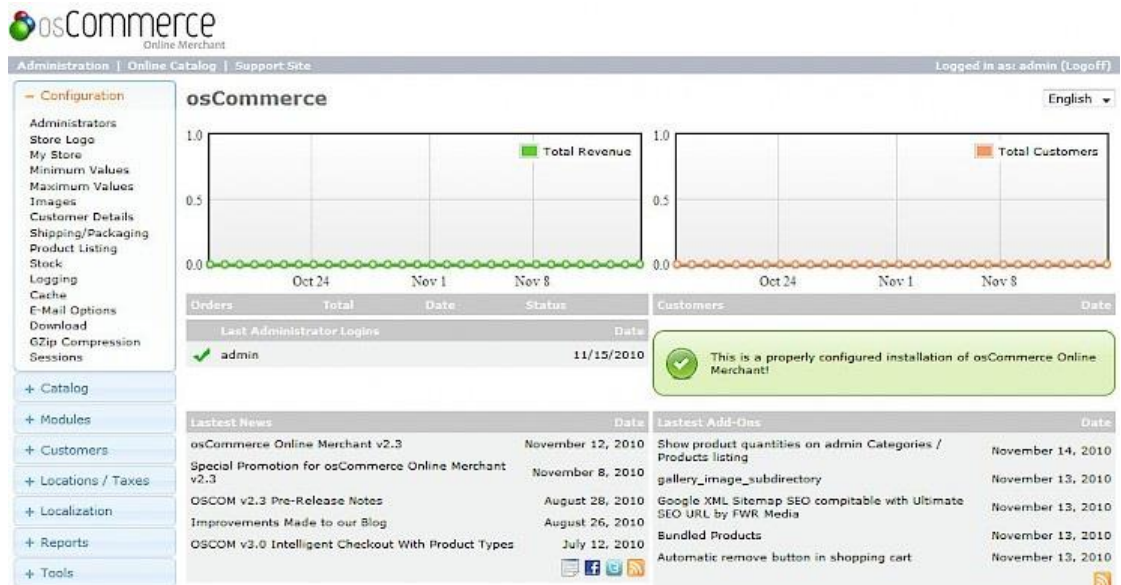 osCommerce
Online Merchant
Administration | Online Catalog | Support Site
Logged in as: admin (Logoff)
− Configuration
Administrators
Store Logo
My Store
Minimum Values
Maximum Values
Images
Customer Details
Shipping/Packaging
Product Listing
Stock
Logging
Cache
E-Mail Options
Download
GZip Compression
Sessions
+ Catalog
+ Modules
+ Customers
+ Locations / Taxes
+ Localization
+ Reports
+ Tools
osCommerce
English
1.0
0.5
0.0
Total Revenue
Oct 24 Nov 1 Nov 8
1.0
0.5
0.0
Total Customers
Oct 24 Nov 1 Nov 8
Orders Total Date Status
Customers Date
Last Administrator Logins Date
admin 11/15/2010
This is a properly configured installation of osCommerce Online
Merchant!
Lastest News Date
osCommerce Online Merchant v2.3 November 12, 2010
Special Promotion for osCommerce Online Merchant
v2.3 November 8, 2010
OSCOM v2.3 Pre-Release Notes August 28, 2010
Improvements Made to our Blog August 26, 2010
OSCOM v3.0 Intelligent Checkout With Product Types July 12, 2010
Lastest Add-Ons Date
Show product quantities on admin Categories /
Products listing November 14, 2010
gallery_image_subdirectory November 13, 2010
Google XML Sitemap SEO compitable with Ultimate
SEO URL by FWR Media November 13, 2010
Bundled Products November 13, 2010
Automatic remove button in shopping cart November 13, 2010